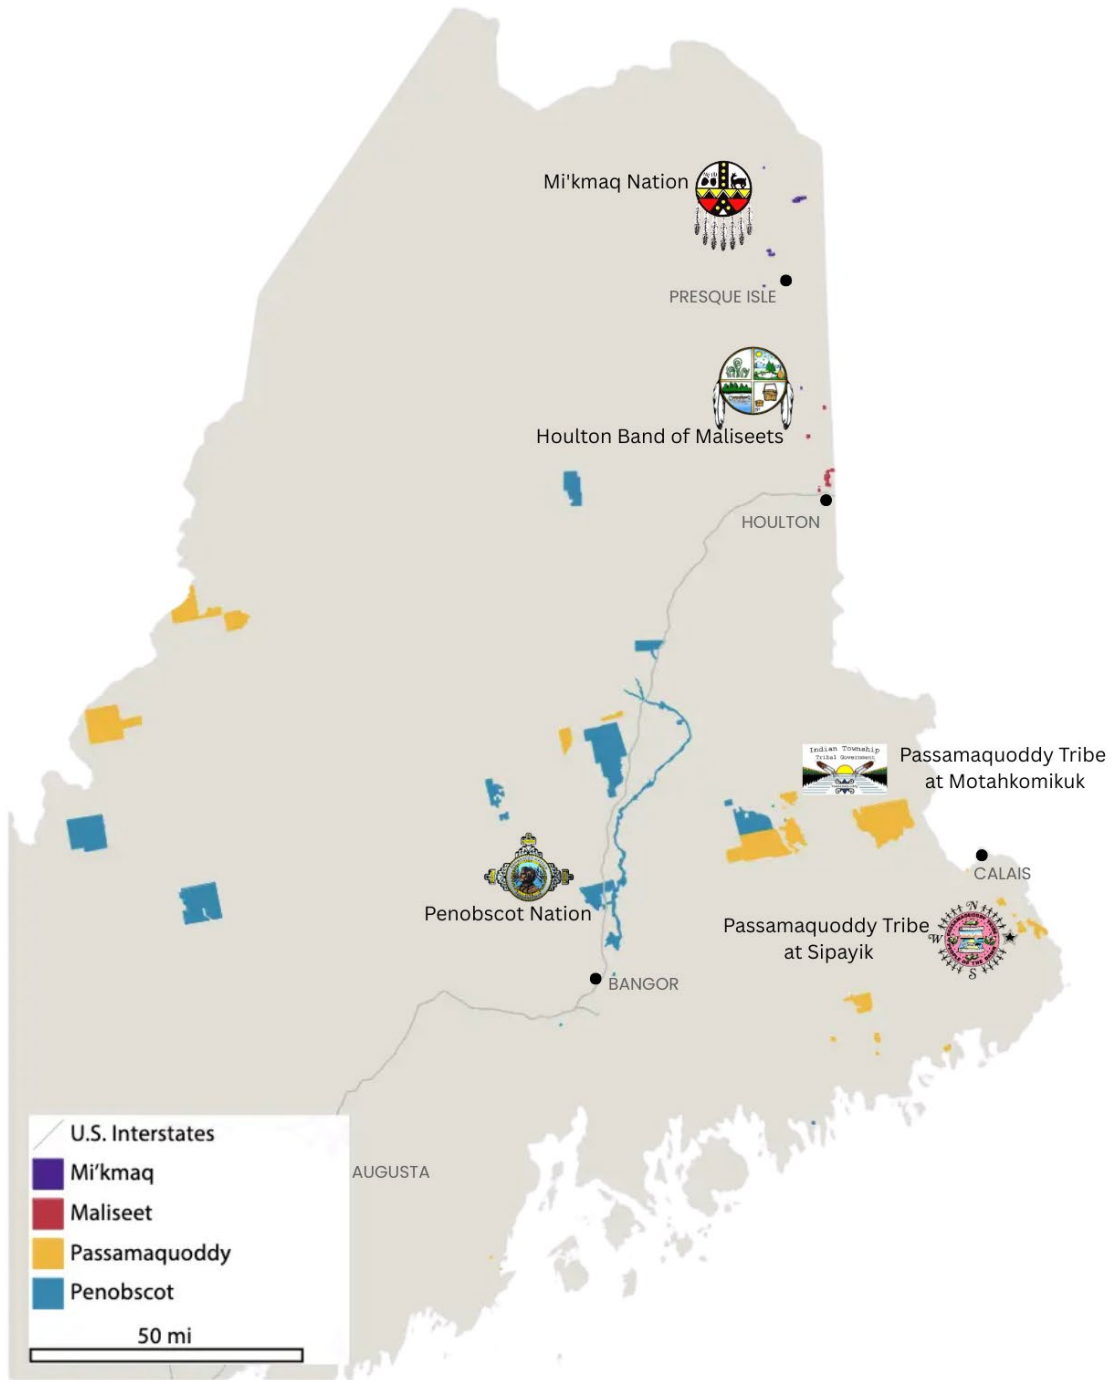 Mi'kmaq Nation
PRESQUE ISLE
Houlton Band of Maliseets
HOULTON
Indian Township
Tribal Government
Passamaquoddy Tribe
at Motahkomikuk
CALAIS
Penobscot Nation
Passamaquoddy Tribe
at Sipayik
N
W
S
BANGOR
AUGUSTA
U.S. Interstates
Mi’kmaq
Maliseet
Passamaquoddy
Penobscot
50 mi